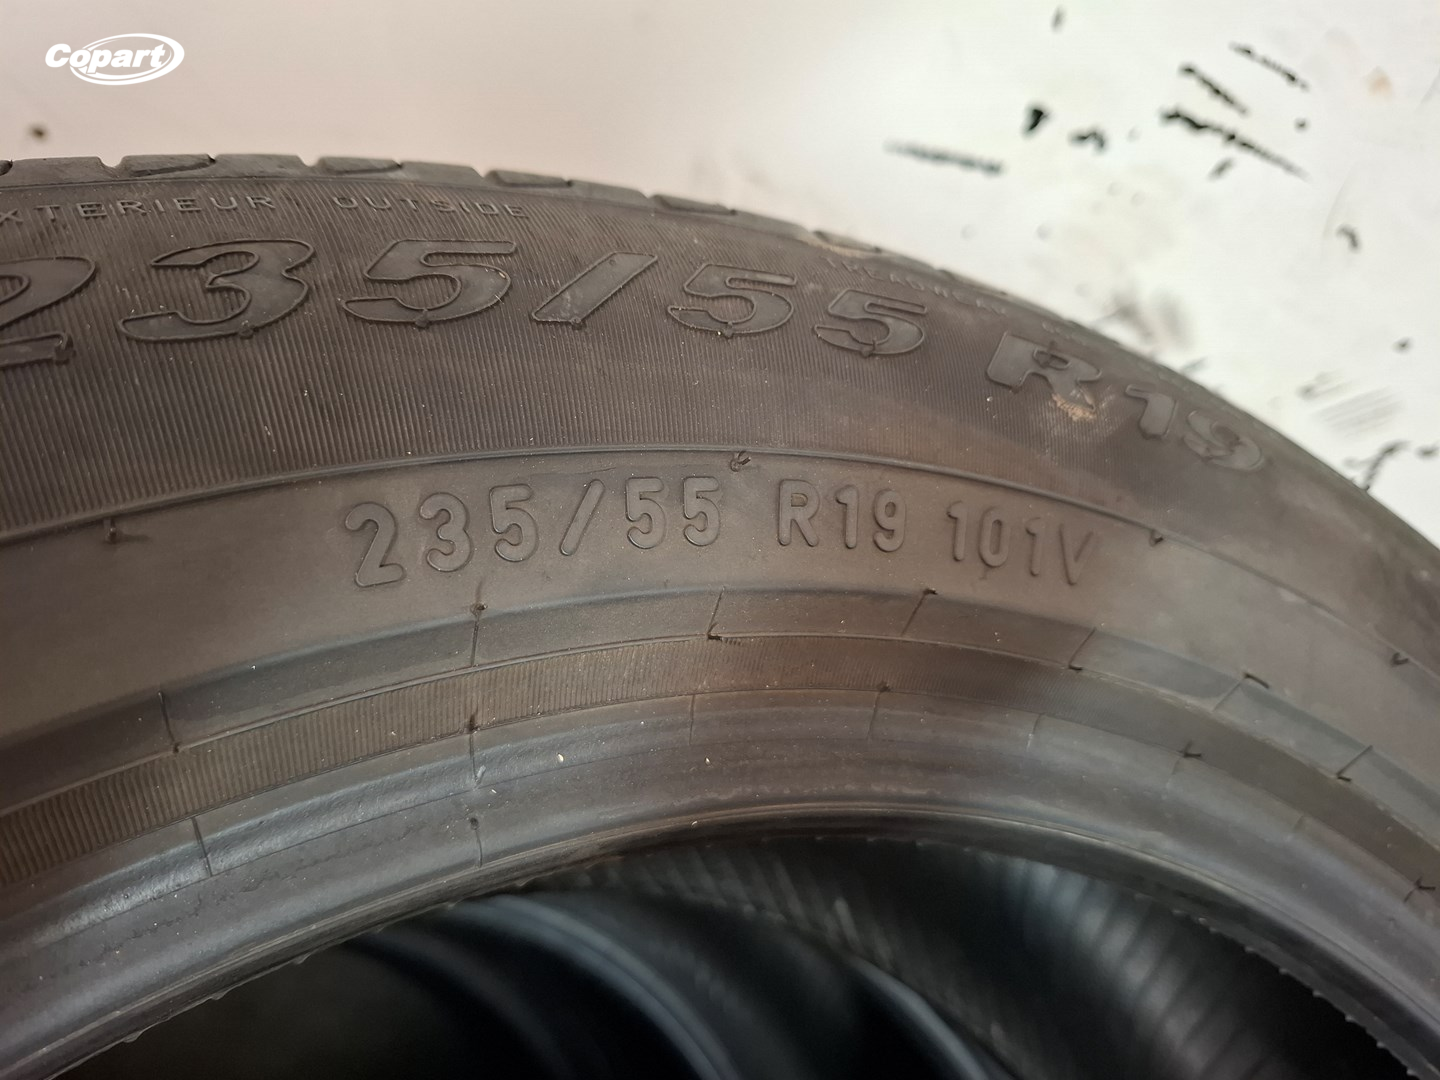 Copart
EXTERIEUR OUTSIDE
235/55 R19
235/55 R19 101V